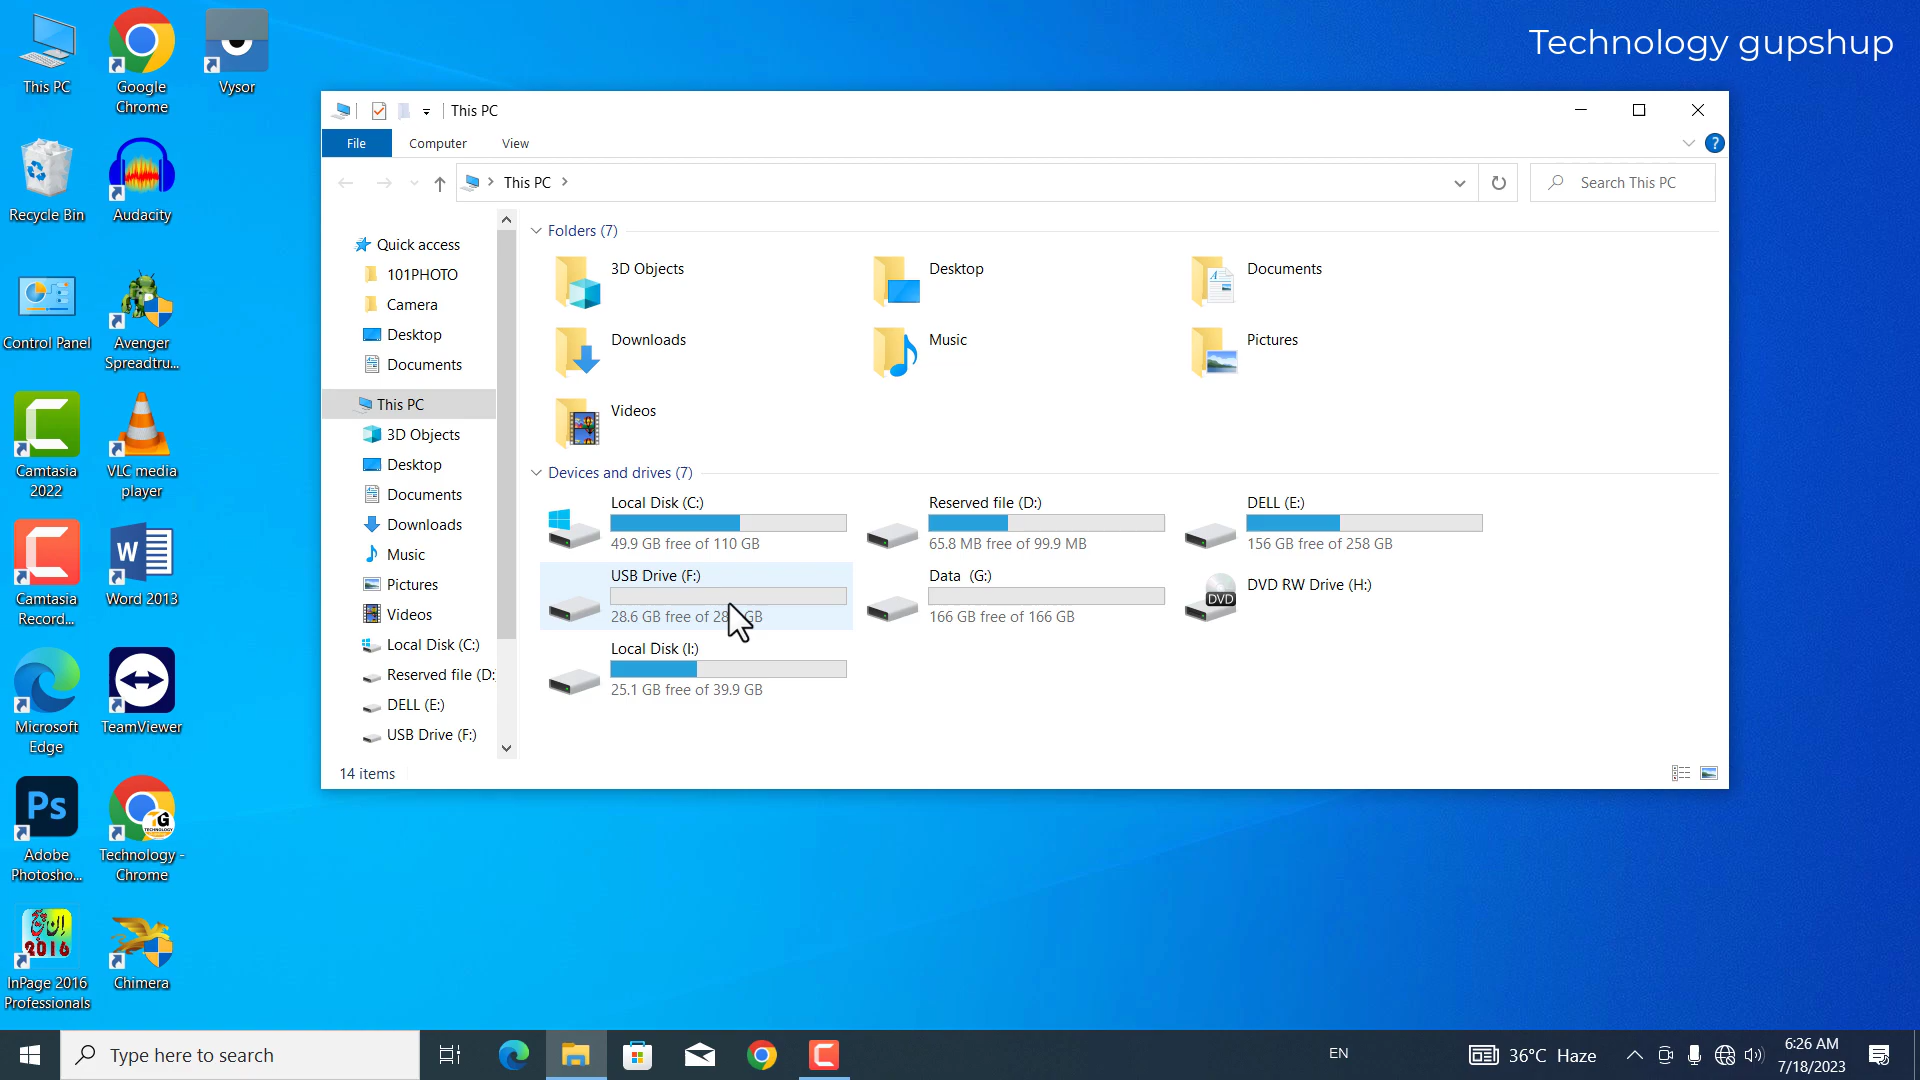 Technology gupshup
This PC
Google
Chrome
Vysor
Recycle Bin
Audacity
Control Panel
Avenger
Spreadtru...
Camtasia
2022
VLC media
player
Camtasia
Record...
Word 2013
Microsoft
Edge
TeamViewer
Ps
Adobe
Photosho...
Technology -
Chrome
2016
InPage 2016
Professionals
Chimera
This PC
File
Computer
View
This PC
Search This PC
Quick access
101PHOTO
Camera
Desktop
Documents
This PC
3D Objects
Desktop
Documents
Downloads
Music
Pictures
Videos
Local Disk (C:)
Reserved file (D:
DELL (E:)
USB Drive (F:)
Folders (7)
3D Objects
Desktop
Documents
Downloads
Music
Pictures
Videos
Devices and drives (7)
Local Disk (C:)
49.9 GB free of 110 GB
Reserved file (D:)
65.8 MB free of 99.9 MB
DELL (E:)
156 GB free of 258 GB
USB Drive (F:)
28.6 GB free of 28 GB
Data (G:)
166 GB free of 166 GB
DVD
DVD RW Drive (H:)
Local Disk (I:)
25.1 GB free of 39.9 GB
14 items
Type here to search
EN
36°C Haze
6:26 AM
7/18/2023